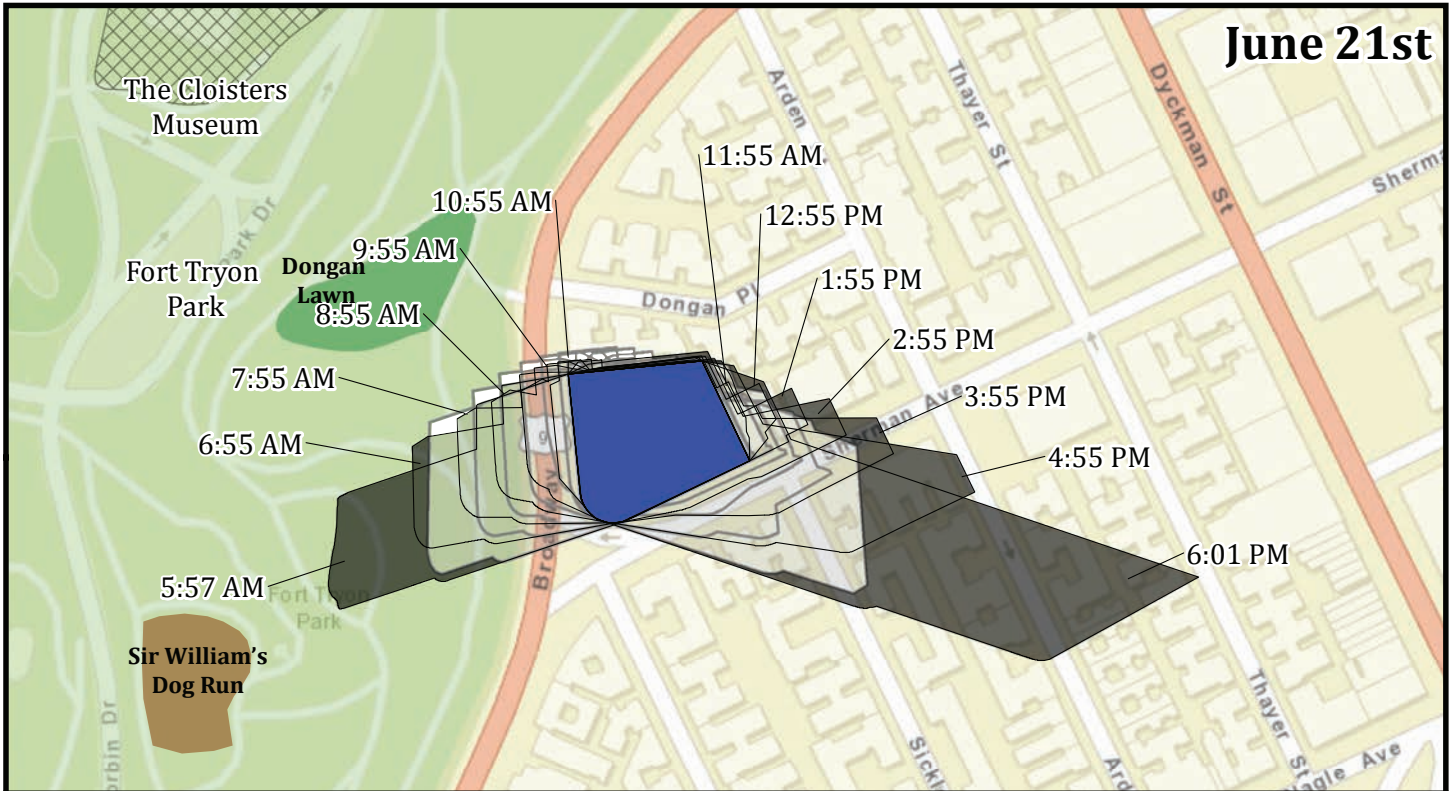 June 21st
The Cloisters
Museum
Arden
Thayer St
Dyckman St
11:55 AM
10:55 AM
12:55 PM
Park Dr
9:55 AM
Fort Tryon
Park
Dongan
Lawn
8:55 AM
Dongan Pl
1:55 PM
2:55 PM
7:55 AM
Sherman Ave
3:55 PM
6:55 AM
9
4:55 PM
Broadway
6:01 PM
5:57 AM
Fort Tryon
Park
Sir William's
Dog Run
Thayer St